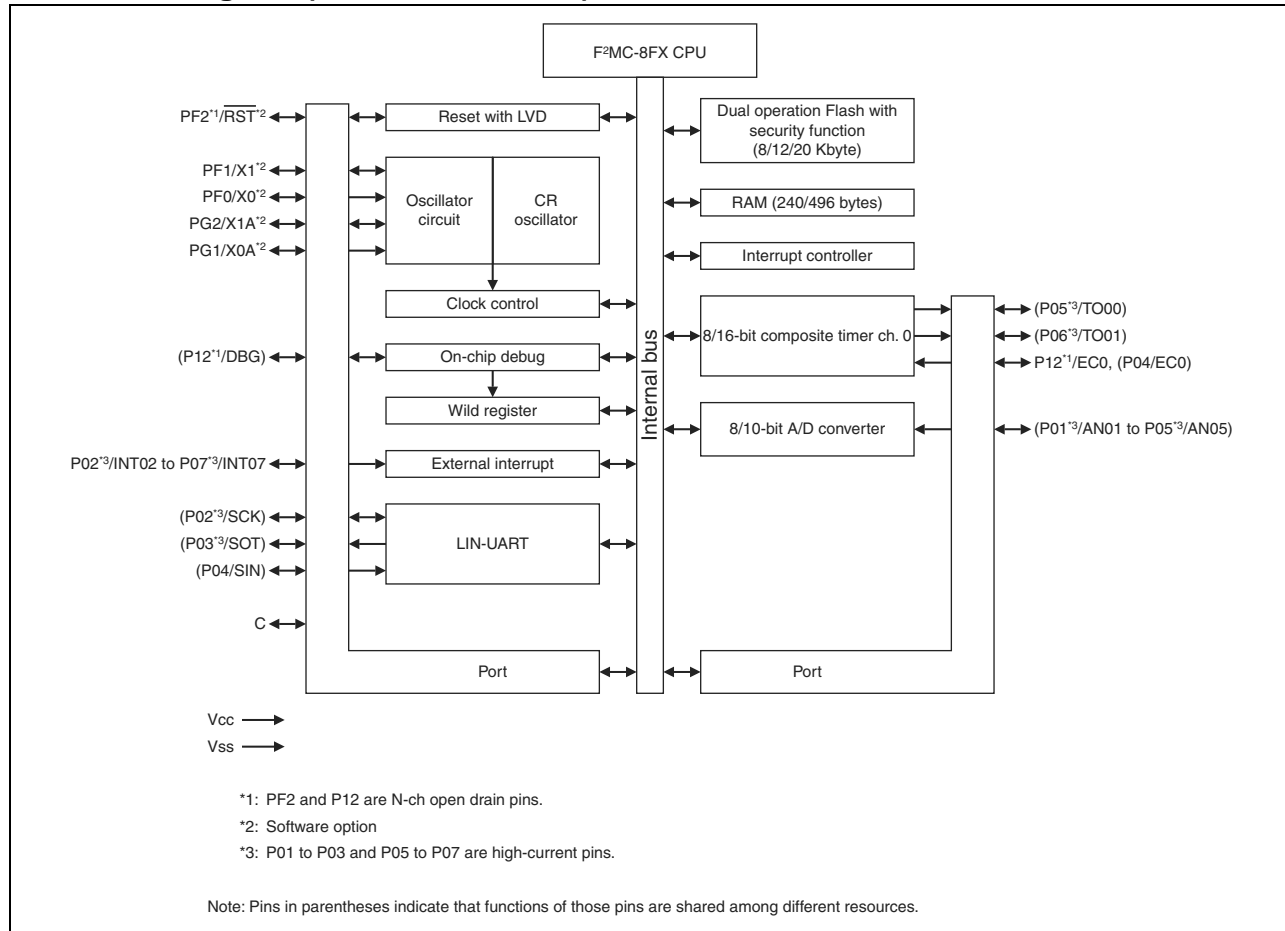 F²MC-8FX CPU
PF2*1/RST*2
Reset with LVD
Dual operation Flash with
security function
(8/12/20 Kbyte)
PF1/X1*2
PF0/X0*2
PG2/X1A*2
PG1/X0A*2
Oscillator
circuit
CR
oscillator
RAM (240/496 bytes)
Interrupt controller
Clock control
(P12*1/DBG)
On-chip debug
Wild register
Internal bus
8/16-bit composite timer ch. 0
(P05*3/TO00)
(P06*3/TO01)
P12*1/EC0, (P04/EC0)
8/10-bit A/D converter
(P01*3/AN01 to P05*3/AN05)
P02*3/INT02 to P07*3/INT07
External interrupt
(P02*3/SCK)
(P03*3/SOT)
(P04/SIN)
LIN-UART
C
Port
Port
Vcc
Vss
*1: PF2 and P12 are N-ch open drain pins.
*2: Software option
*3: P01 to P03 and P05 to P07 are high-current pins.
Note: Pins in parentheses indicate that functions of those pins are shared among different resources.